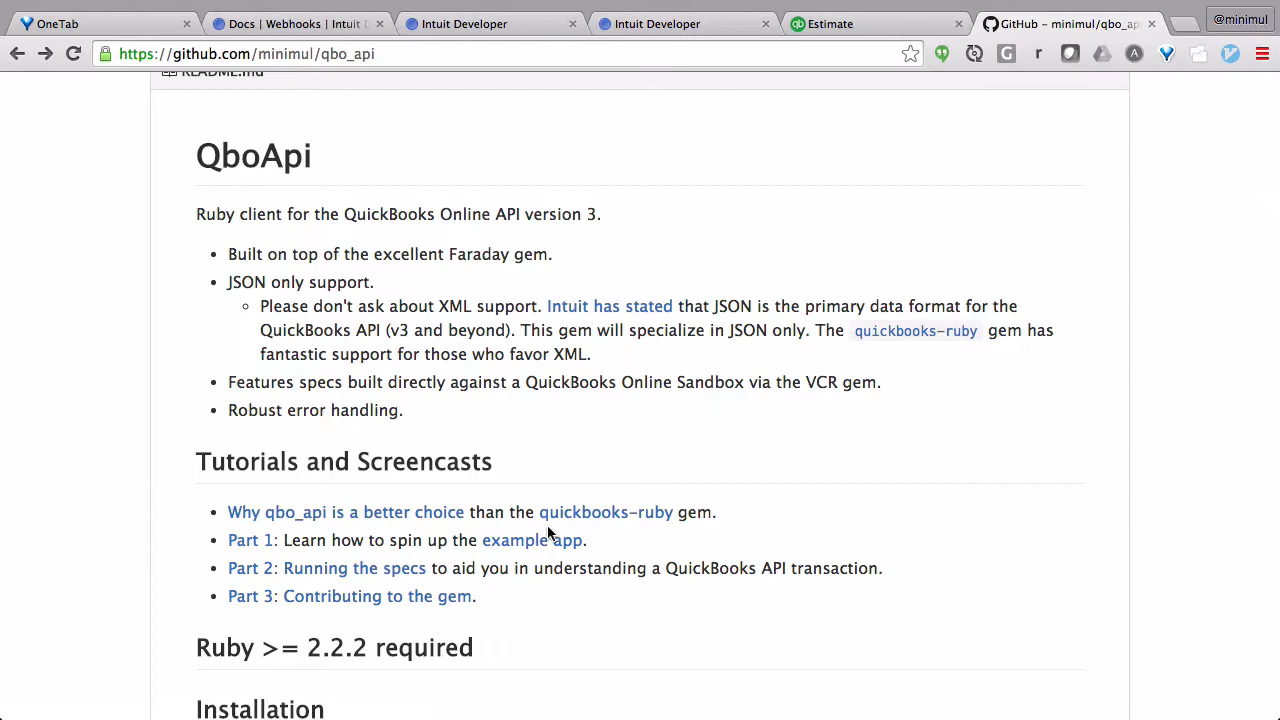 OneTab
Docs | Webhooks | Intuit D
Intuit Developer
Intuit Developer
Estimate
GitHub - minimul/qbo_ap
@minimul
https://github.com/minimul/qbo_api
README.md
QboApi
Ruby client for the QuickBooks Online API version 3.
• Built on top of the excellent Faraday gem.
• JSON only support.
◦ Please don't ask about XML support. Intuit has stated that JSON is the primary data format for the
QuickBooks API (v3 and beyond). This gem will specialize in JSON only. The quickbooks-ruby gem has
fantastic support for those who favor XML.
• Features specs built directly against a QuickBooks Online Sandbox via the VCR gem.
• Robust error handling.
Tutorials and Screencasts
• Why qbo_api is a better choice than the quickbooks-ruby gem.
• Part 1: Learn how to spin up the example app.
• Part 2: Running the specs to aid you in understanding a QuickBooks API transaction.
• Part 3: Contributing to the gem.
Ruby >= 2.2.2 required
Installation